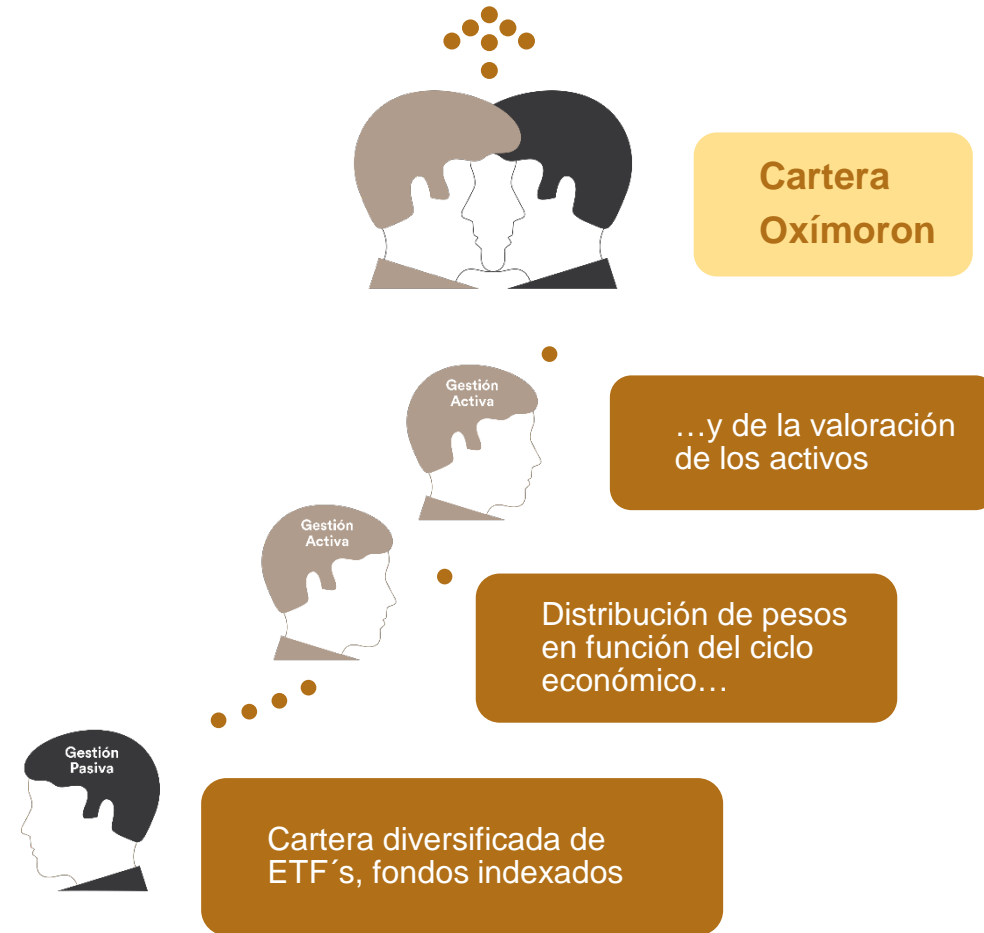 Cartera
Oxímoron
Gestión
Activa
…y de la valoración
de los activos
Gestión
Activa
Distribución de pesos
en función del ciclo
económico…
Gestión
Pasiva
Cartera diversificada de
ETF´s, fondos indexados